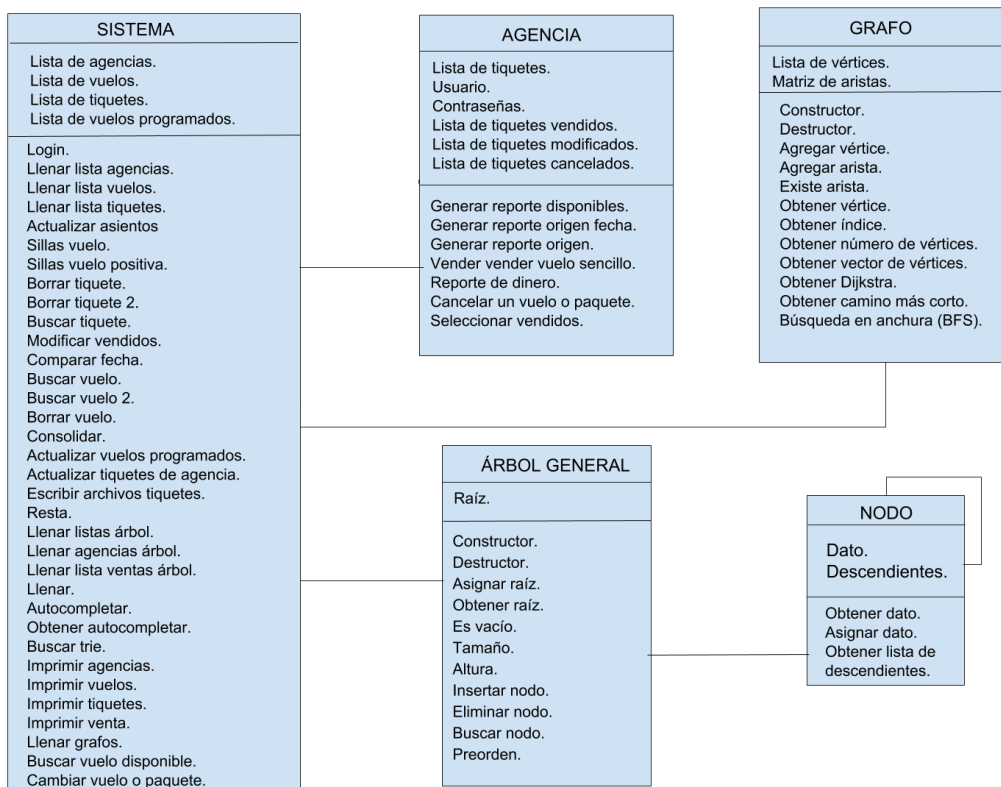 SISTEMA
Lista de agencias.
Lista de vuelos.
Lista de tiquetes.
Lista de vuelos programados.
Login.
Llenar lista agencias.
Llenar lista vuelos.
Llenar lista tiquetes.
Actualizar asientos
Sillas vuelo.
Sillas vuelo positiva.
Borrar tiquete.
Borrar tiquete 2.
Buscar tiquete.
Modificar vendidos.
Comparar fecha.
Buscar vuelo.
Buscar vuelo 2.
Borrar vuelo.
Consolidar.
Actualizar vuelos programados.
Actualizar tiquetes de agencia.
Escribir archivos tiquetes.
Resta.
Llenar listas árbol.
Llenar agencias árbol.
Llenar lista ventas árbol.
Llenar.
Autocompletar.
Obtener autocompletar.
Buscar trie.
Imprimir agencias.
Imprimir vuelos.
Imprimir tiquetes.
Imprimir venta.
Llenar grafos.
Buscar vuelo disponible.
Cambiar vuelo o paquete.
AGENCIA
Lista de tiquetes.
Usuario.
Contraseñas.
Lista de tiquetes vendidos.
Lista de tiquetes modificados.
Lista de tiquetes cancelados.
Generar reporte disponibles.
Generar reporte origen fecha.
Generar reporte origen.
Vender vender vuelo sencillo.
Reporte de dinero.
Cancelar un vuelo o paquete.
Seleccionar vendidos.
GRAFO
Lista de vértices.
Matriz de aristas.
Constructor.
Destructor.
Agregar vértice.
Agregar arista.
Existe arista.
Obtener vértice.
Obtener índice.
Obtener número de vértices.
Obtener vector de vértices.
Obtener Dijkstra.
Obtener camino más corto.
Búsqueda en anchura (BFS).
ÁRBOL GENERAL
Raíz.
Constructor.
Destructor.
Asignar raíz.
Obtener raíz.
Es vacío.
Tamaño.
Altura.
Insertar nodo.
Eliminar nodo.
Buscar nodo.
Preorden.
NODO
Dato.
Descendientes.
Obtener dato.
Asignar dato.
Obtener lista de
descendientes.